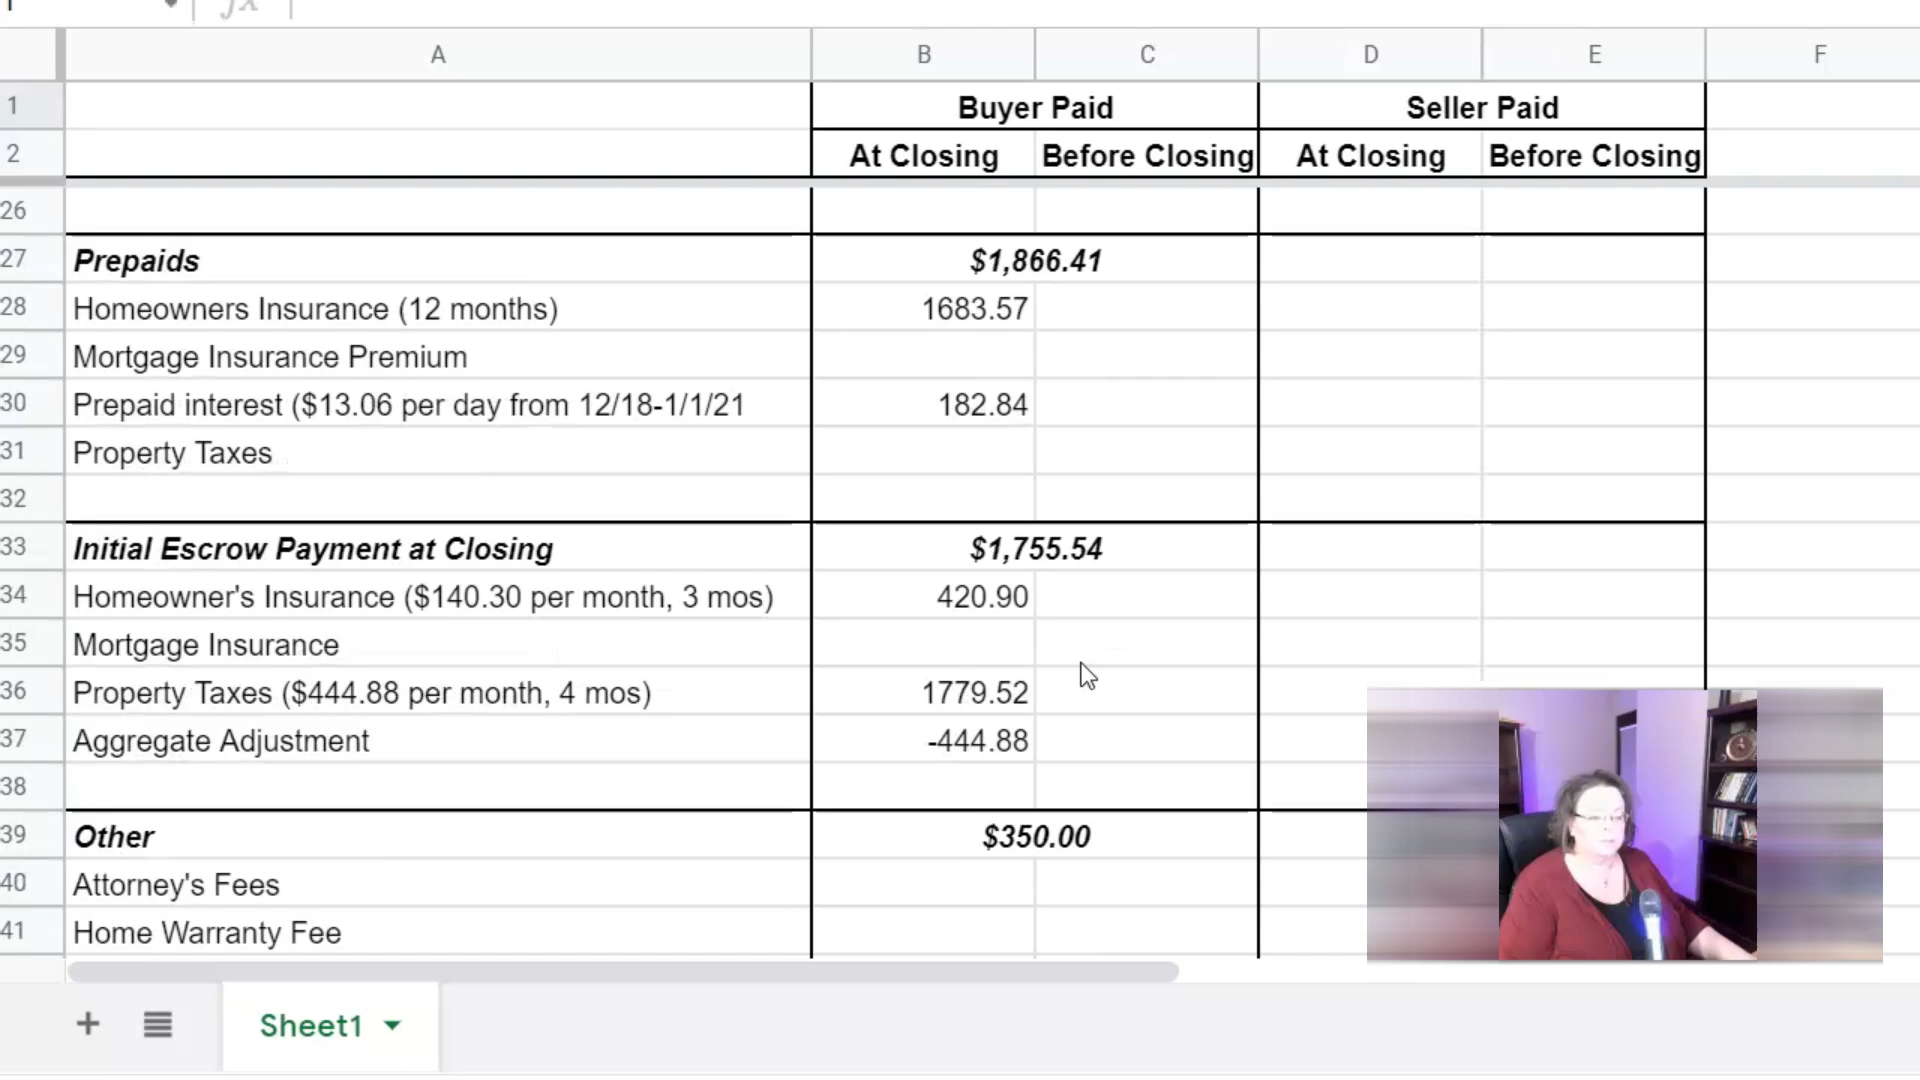 fx
A B C D E F
1 Buyer Paid Seller Paid
2 At Closing Before Closing At Closing Before Closing
26
27 Prepaids $1,866.41
28 Homeowners Insurance (12 months) 1683.57
29 Mortgage Insurance Premium
30 Prepaid interest ($13.06 per day from 12/18-1/1/21 182.84
31 Property Taxes
32
33 Initial Escrow Payment at Closing $1,755.54
34 Homeowner's Insurance ($140.30 per month, 3 mos) 420.90
35 Mortgage Insurance
36 Property Taxes ($444.88 per month, 4 mos) 1779.52
37 Aggregate Adjustment -444.88
38
39 Other $350.00
40 Attorney's Fees
41 Home Warranty Fee
Sheet1